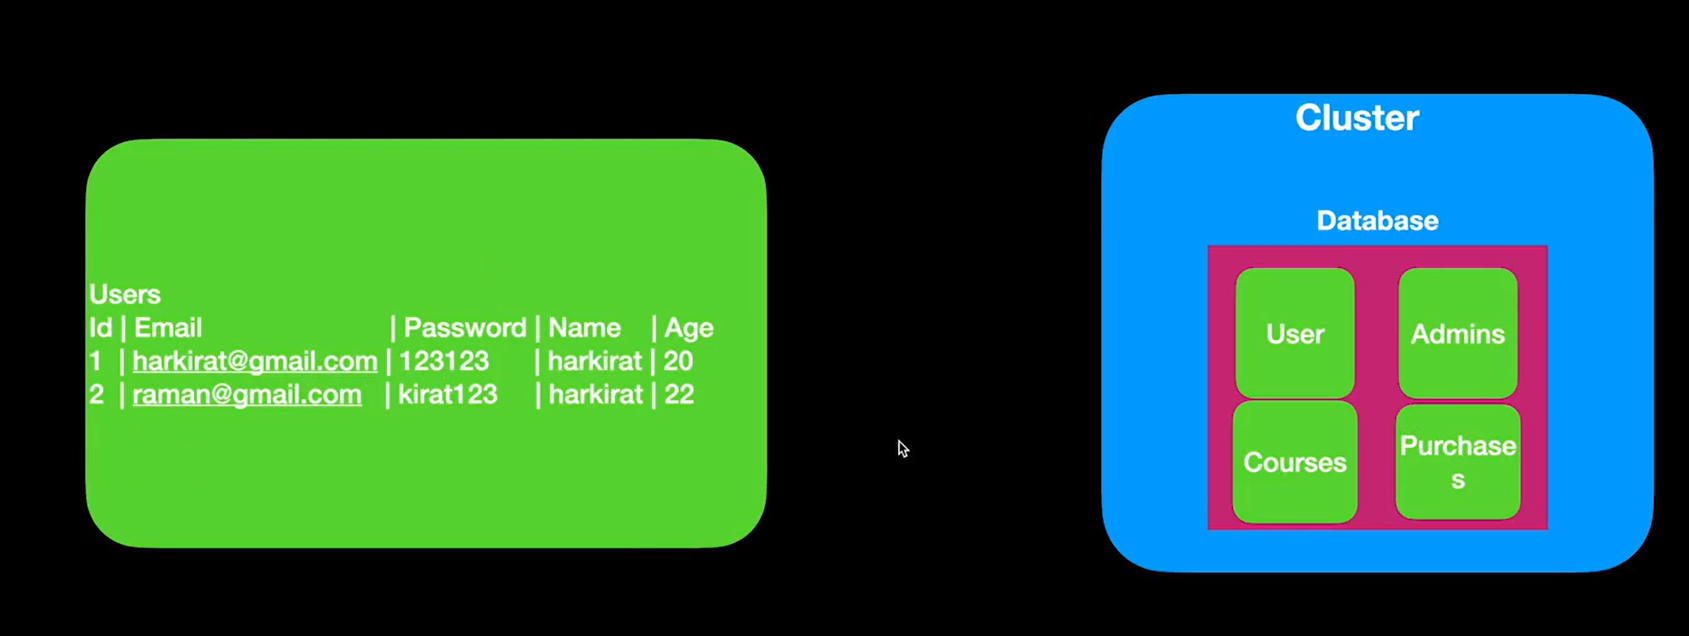 Users
Id | Email | Password | Name | Age
1 | harkirat@gmail.com | 123123 | harkirat | 20
2 | raman@gmail.com | kirat123 | harkirat | 22
Cluster
Database
User
Admins
Courses
Purchase
s